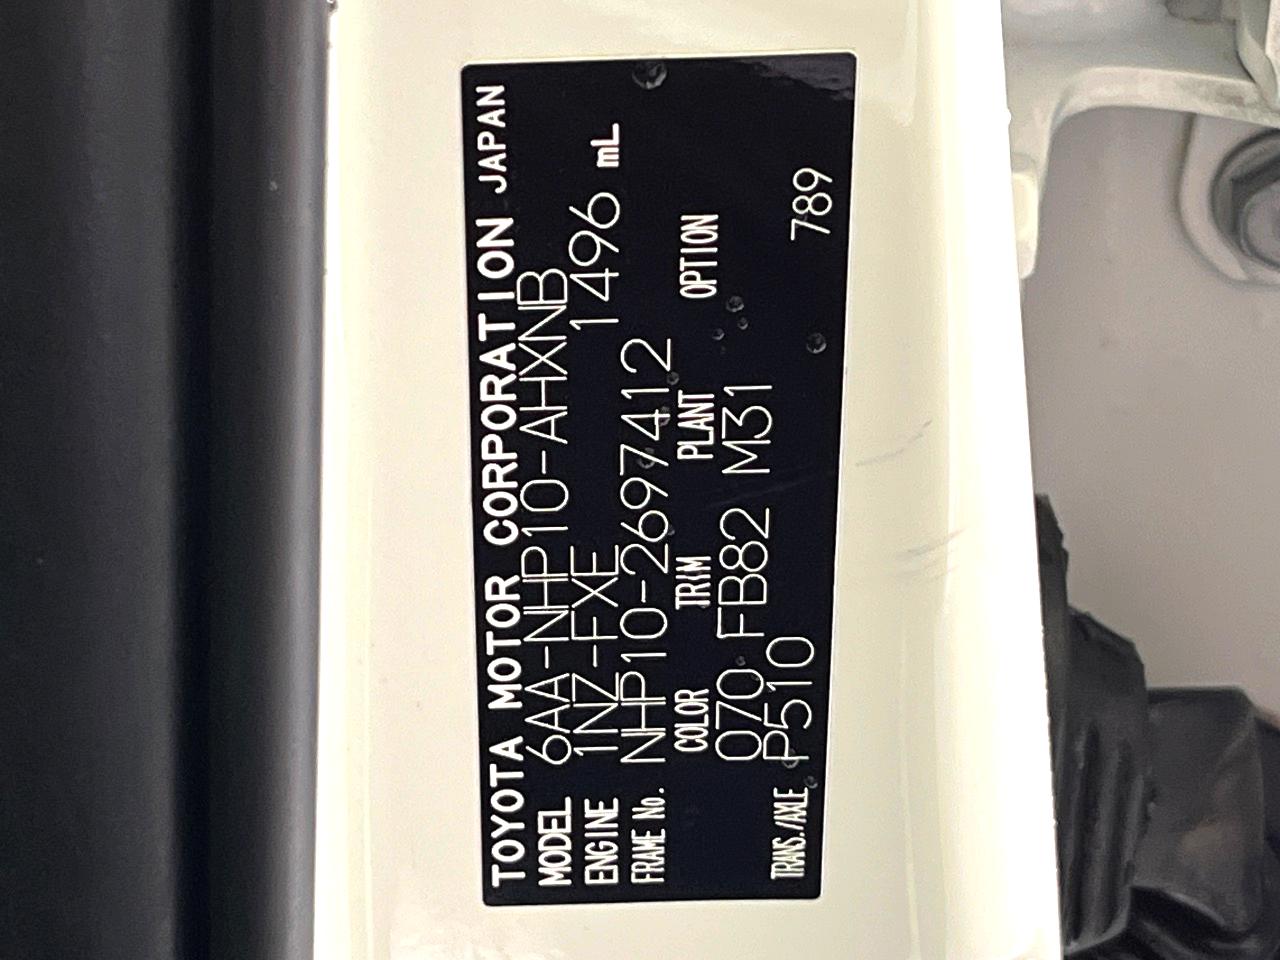 TOYOTA MOTOR CORPORATION JAPAN
MODEL 6AA-NHP10-AHXNB
ENGINE 1NZ-FXE 1496 mL
FRAME No. NHP10-2697412
COLOR TRIM PLANT OPTION
070 FB82 M31
TRANS./AXLE P510 789